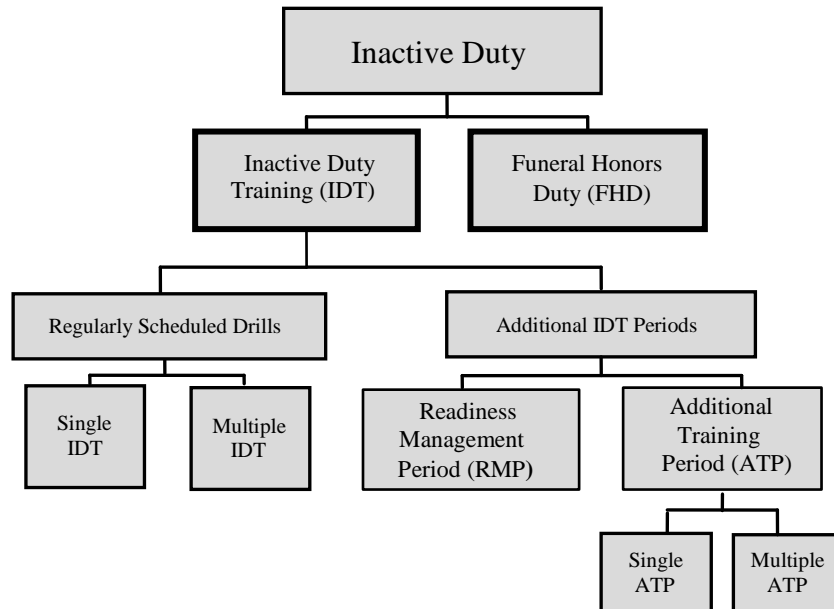 Inactive Duty
Inactive Duty
Training (IDT)
Funeral Honors
Duty (FHD)
Regularly Scheduled Drills
Additional IDT Periods
Single
IDT
Multiple
IDT
Readiness
Management
Period (RMP)
Additional
Training
Period (ATP)
Single
ATP
Multiple
ATP